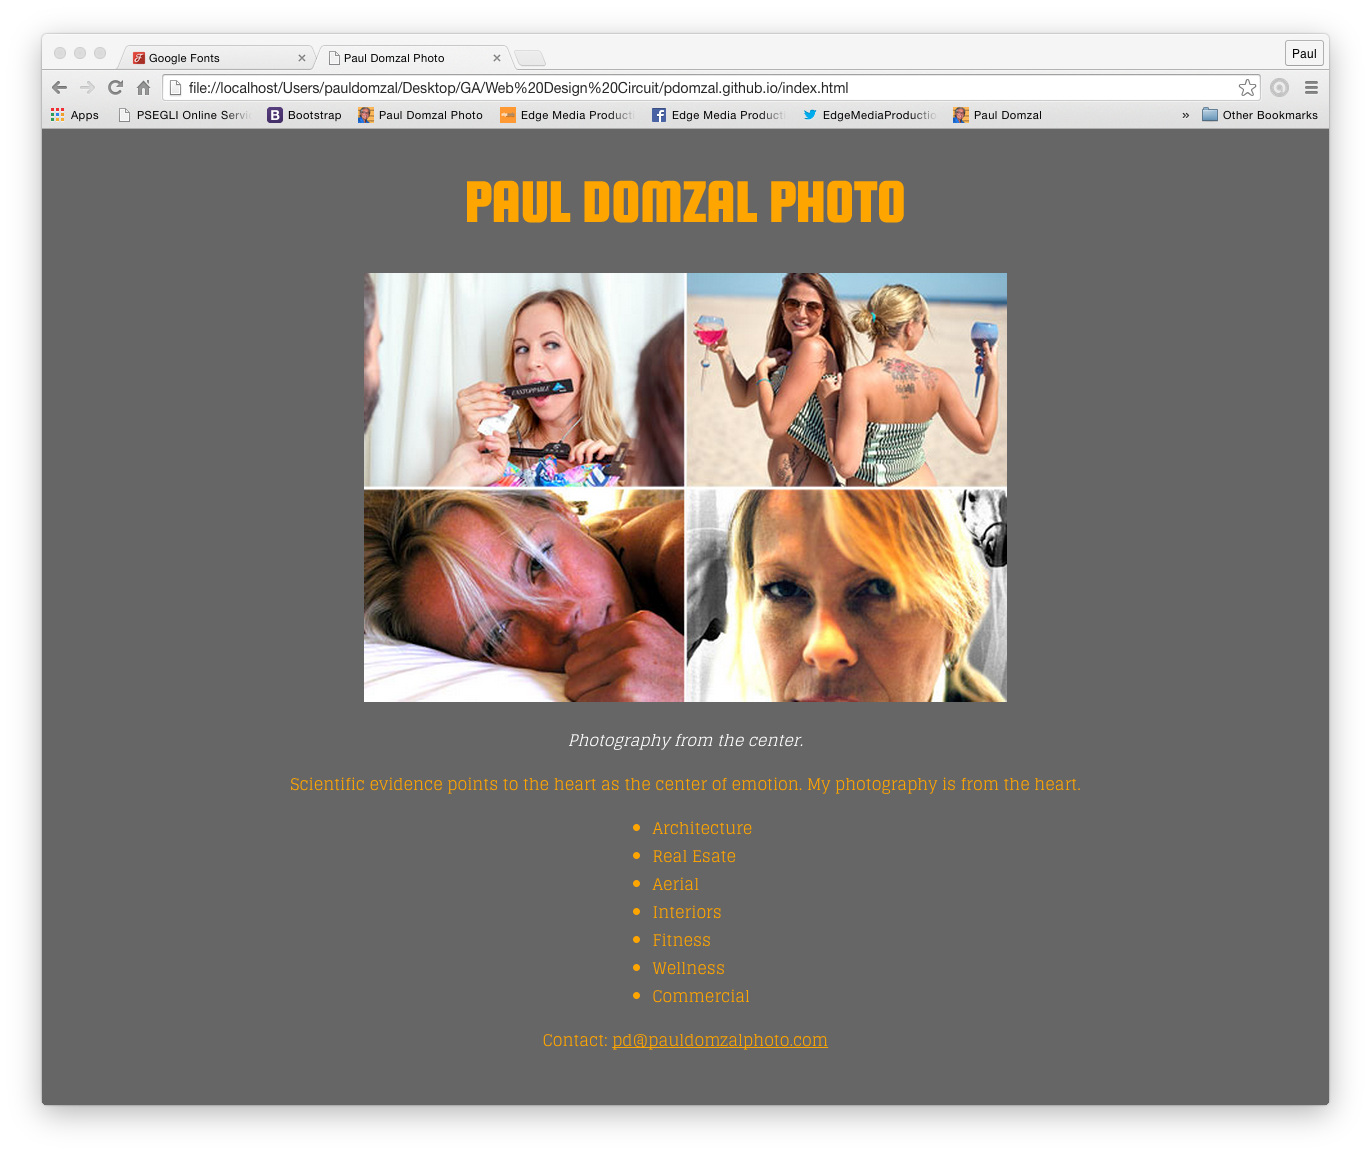 Google Fonts
Paul Domzal Photo
Paul
file://localhost/Users/pauldomzal/Desktop/GA/Web%20Design%20Circuit/pdomzal.github.io/index.html
Apps PSEGLI Online Servi Bootstrap Paul Domzal Photo Edge Media Producti Edge Media Product EdgeMediaProductio Paul Domzal » Other Bookmarks
PAUL DOMZAL PHOTO
UNSTOPPABLE
Photography from the center.
Scientific evidence points to the heart as the center of emotion. My photography is from the heart.
• Architecture
• Real Esate
• Aerial
• Interiors
• Fitness
• Wellness
• Commercial
Contact: pd@pauldomzalphoto.com